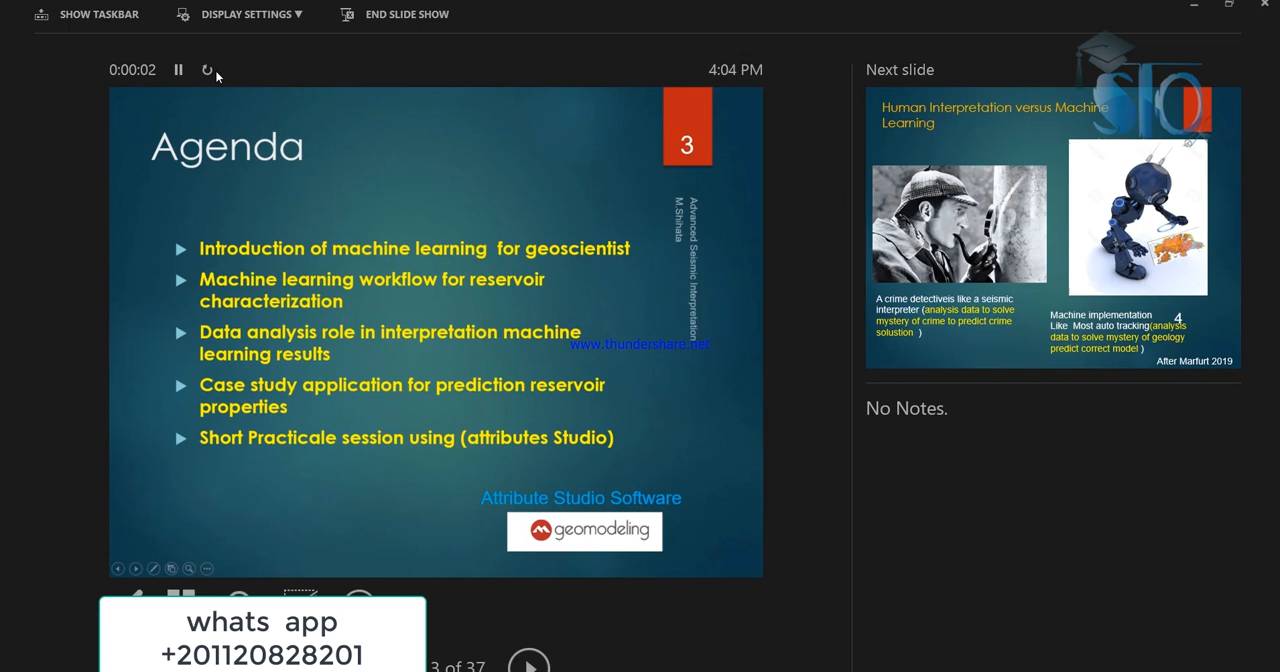 SHOW TASKBAR
DISPLAY SETTINGS ▼
END SLIDE SHOW
0:00:02
4:04 PM
Agenda
3
Advanced Seismic Interpretation
M.Shihata
Introduction of machine learning for geoscientist
Machine learning workflow for reservoir
characterization
Data analysis role in interpretation machine
learning results
www.thundershare.net
Case study application for prediction reservoir
properties
Short Practicale session using (attributes Studio)
Attribute Studio Software
geomodeling
whats app
+201120828201
3 of 37
Next slide
STO
Human Interpretation versus Machine
Learning
A crime detectiveis like a seismic
interpreter (analysis data to solve
mystery of crime to predict crime
solustion )
Machine implementation
4
Like Most auto tracking(analysis
data to solve mystery of geology
predict correct model )
After Marfurt 2019
No Notes.